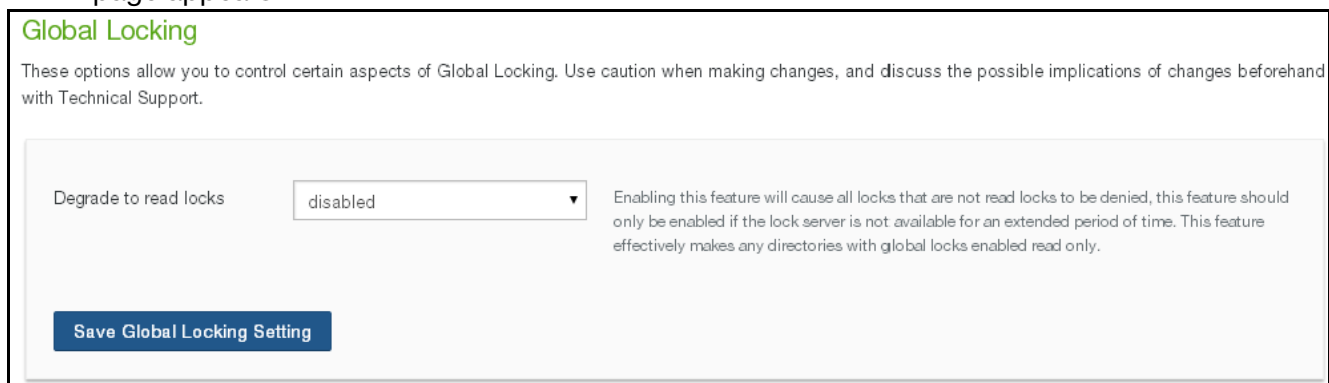 Global Locking
These options allow you to control certain aspects of Global Locking. Use caution when making changes, and discuss the possible implications of changes beforehand
with Technical Support.
Degrade to read locks
disabled
Enabling this feature will cause all locks that are not read locks to be denied, this feature should
only be enabled if the lock server is not available for an extended period of time. This feature
effectively makes any directories with global locks enabled read only.
Save Global Locking Setting